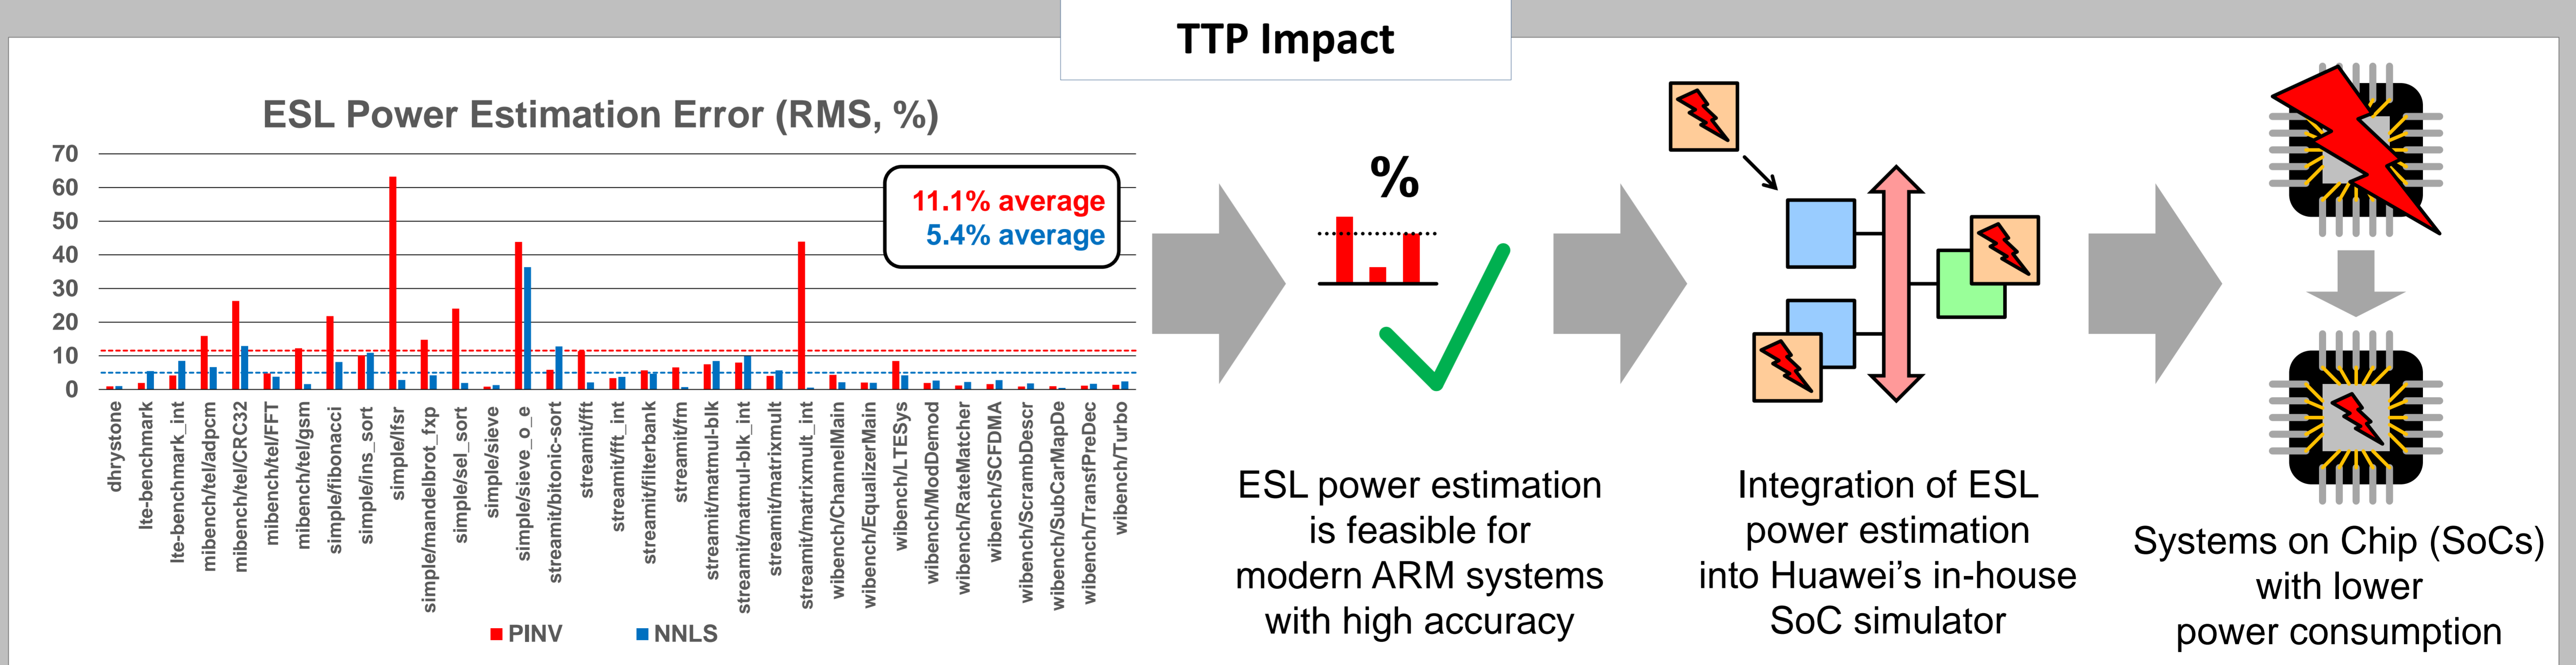 TTP Impact
ESL Power Estimation Error (RMS, %)
70
60
50
40
30
20
10
0
11.1% average
5.4% average
dhrystone
lte-benchmark
lte-benchmark_int
mibench/tel/adpcm
mibench/tel/CRC32
mibench/tel/FFT
mibench/tel/gsm
simple/fibonacci
simple/ins_sort
simple/lfsr
simple/mandelbrot_fxp
simple/sel_sort
simple/sieve
simple/sieve_o_e
streamit/bitonic-sort
streamit/fft
streamit/fft_int
streamit/filterbank
streamit/fm
streamit/matmul-blk
streamit/matmul-blk_int
streamit/matrixmult
streamit/matrixmult_int
wibench/ChannelMain
wibench/EqualizerMain
wibench/LTESys
wibench/ModDemod
wibench/RateMatcher
wibench/SCFDMA
wibench/ScrambDescr
wibench/SubCarMapDe
wibench/TransfPreDec
wibench/Turbo
PINV
NNLS
%
ESL power estimation
is feasible for
modern ARM systems
with high accuracy
Integration of ESL
power estimation
into Huawei's in-house
SoC simulator
Systems on Chip (SoCs)
with lower
power consumption